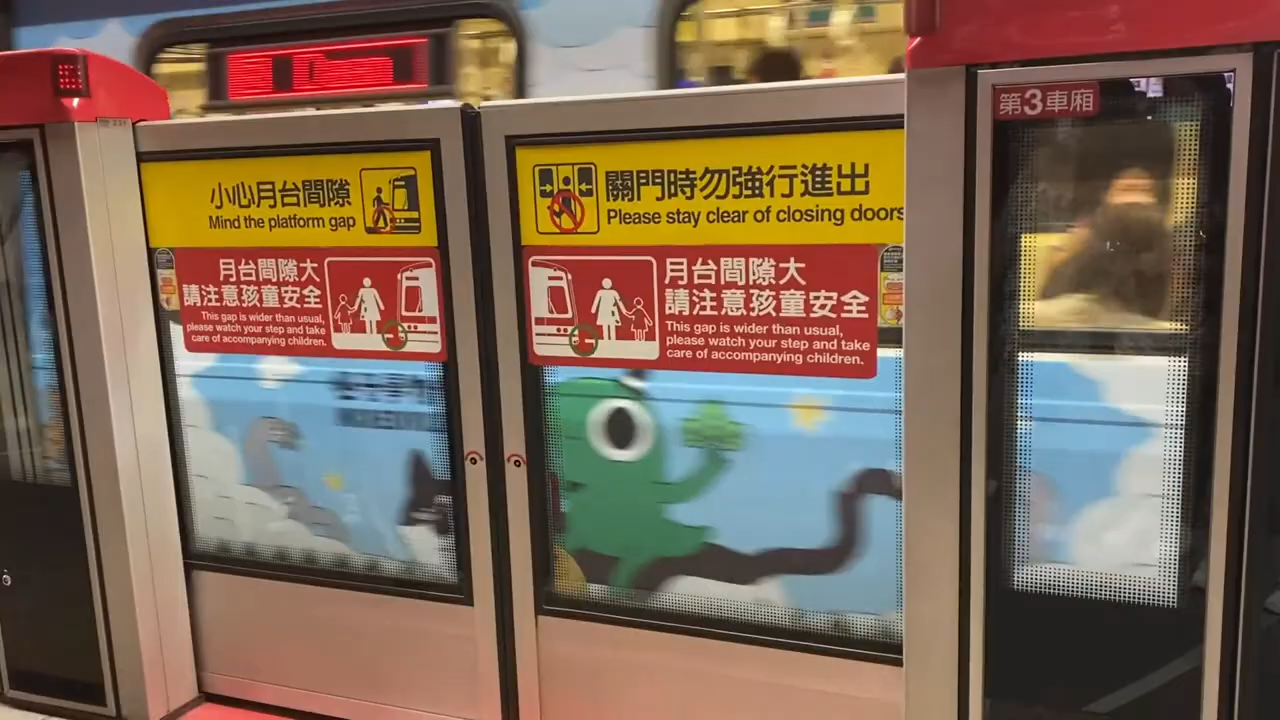 小心月台間隙
Mind the platform gap
月台間隙大
請注意孩童安全
This gap is wider than usual,
please watch your step and take
care of accompanying children.
關門時勿強行進出
Please stay clear of closing doors
月台間隙大
請注意孩童安全
This gap is wider than usual,
please watch your step and take
care of accompanying children.
第3車廂